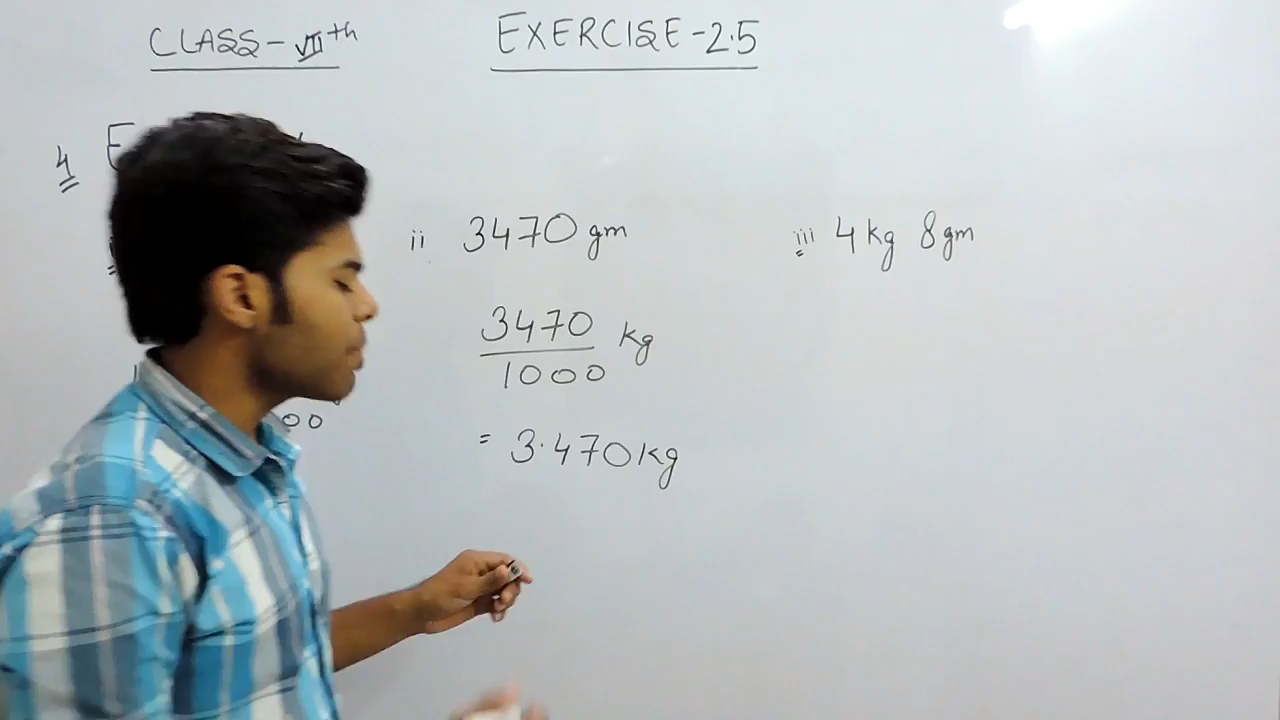 CLASS-VIIth
EXERCISE-2.5
4
ii 3470 gm
3470
1000
kg
= 3.470 kg
iii 4 kg 8 gm